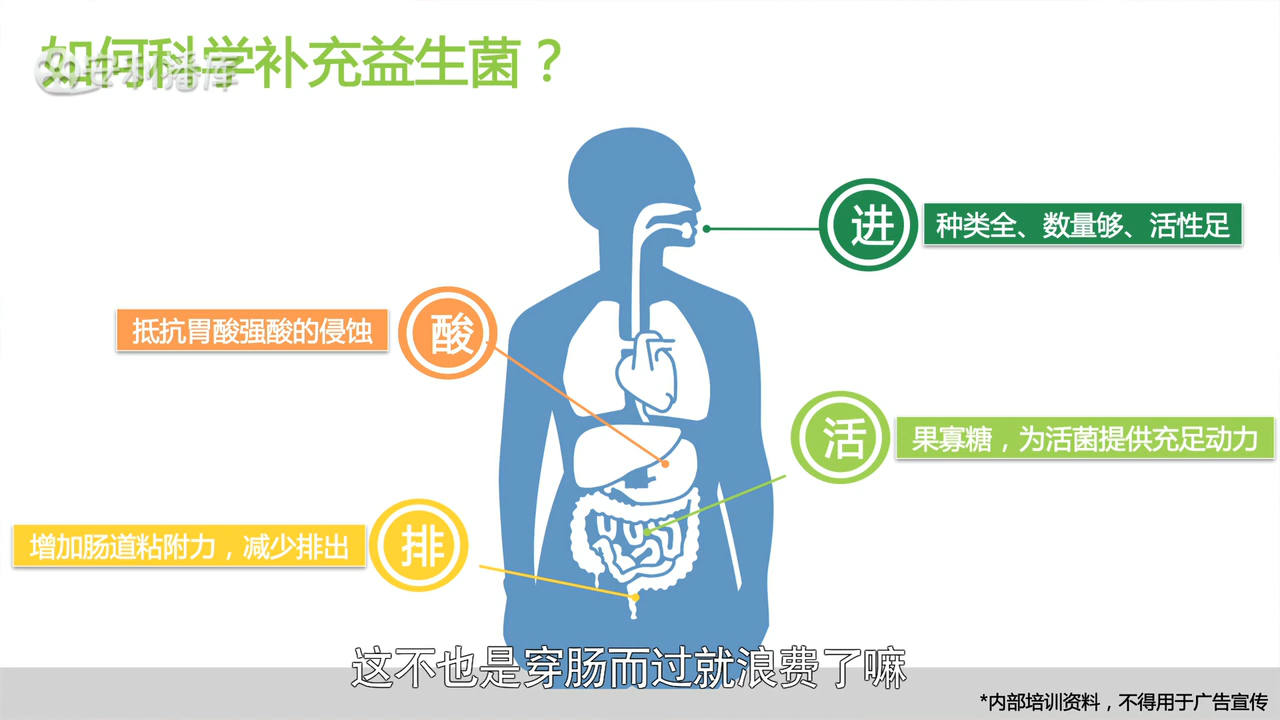 如何科学补充益生菌？
安利播库
进
种类全、数量够、活性足
酸
抵抗胃酸强酸的侵蚀
活
果寡糖，为活菌提供充足动力
排
增加肠道粘附力，减少排出
这不也是穿肠而过就浪费了嘛
*内部培训资料，不得用于广告宣传